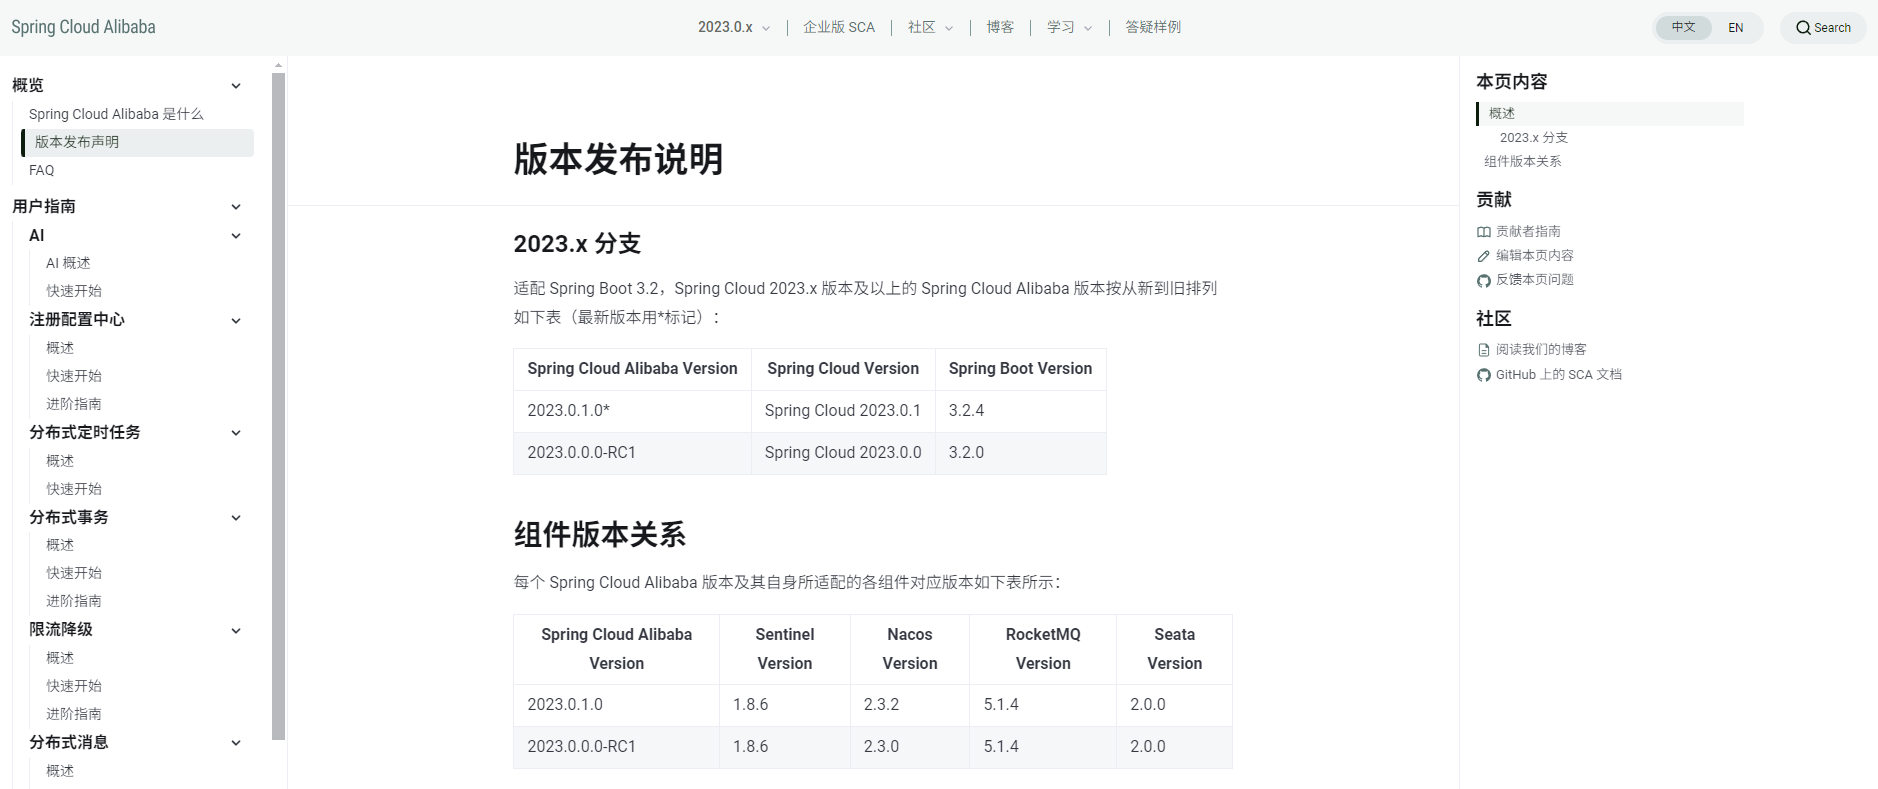 Spring Cloud Alibaba
2023.0.x 企业版 SCA 社区 博客 学习 答疑样例
中文 EN Search
概览
Spring Cloud Alibaba 是什么
版本发布声明
FAQ
用户指南
AI
AI 概述
快速开始
注册配置中心
概述
快速开始
进阶指南
分布式定时任务
概述
快速开始
分布式事务
概述
快速开始
进阶指南
限流降级
概述
快速开始
进阶指南
分布式消息
概述
版本发布说明
2023.x 分支
适配 Spring Boot 3.2，Spring Cloud 2023.x 版本及以上的 Spring Cloud Alibaba 版本按从新到旧排列
如下表（最新版本用*标记）：
Spring Cloud Alibaba Version Spring Cloud Version Spring Boot Version
2023.0.1.0* Spring Cloud 2023.0.1 3.2.4
2023.0.0.0-RC1 Spring Cloud 2023.0.0 3.2.0
组件版本关系
每个 Spring Cloud Alibaba 版本及其自身所适配的各组件对应版本如下表所示：
Spring Cloud Alibaba Sentinel Nacos RocketMQ Seata
Version Version Version Version Version
2023.0.1.0 1.8.6 2.3.2 5.1.4 2.0.0
2023.0.0.0-RC1 1.8.6 2.3.0 5.1.4 2.0.0
本页内容
概述
2023.x 分支
组件版本关系
贡献
贡献者指南
编辑本页内容
反馈本页问题
社区
阅读我们的博客
GitHub 上的 SCA 文档